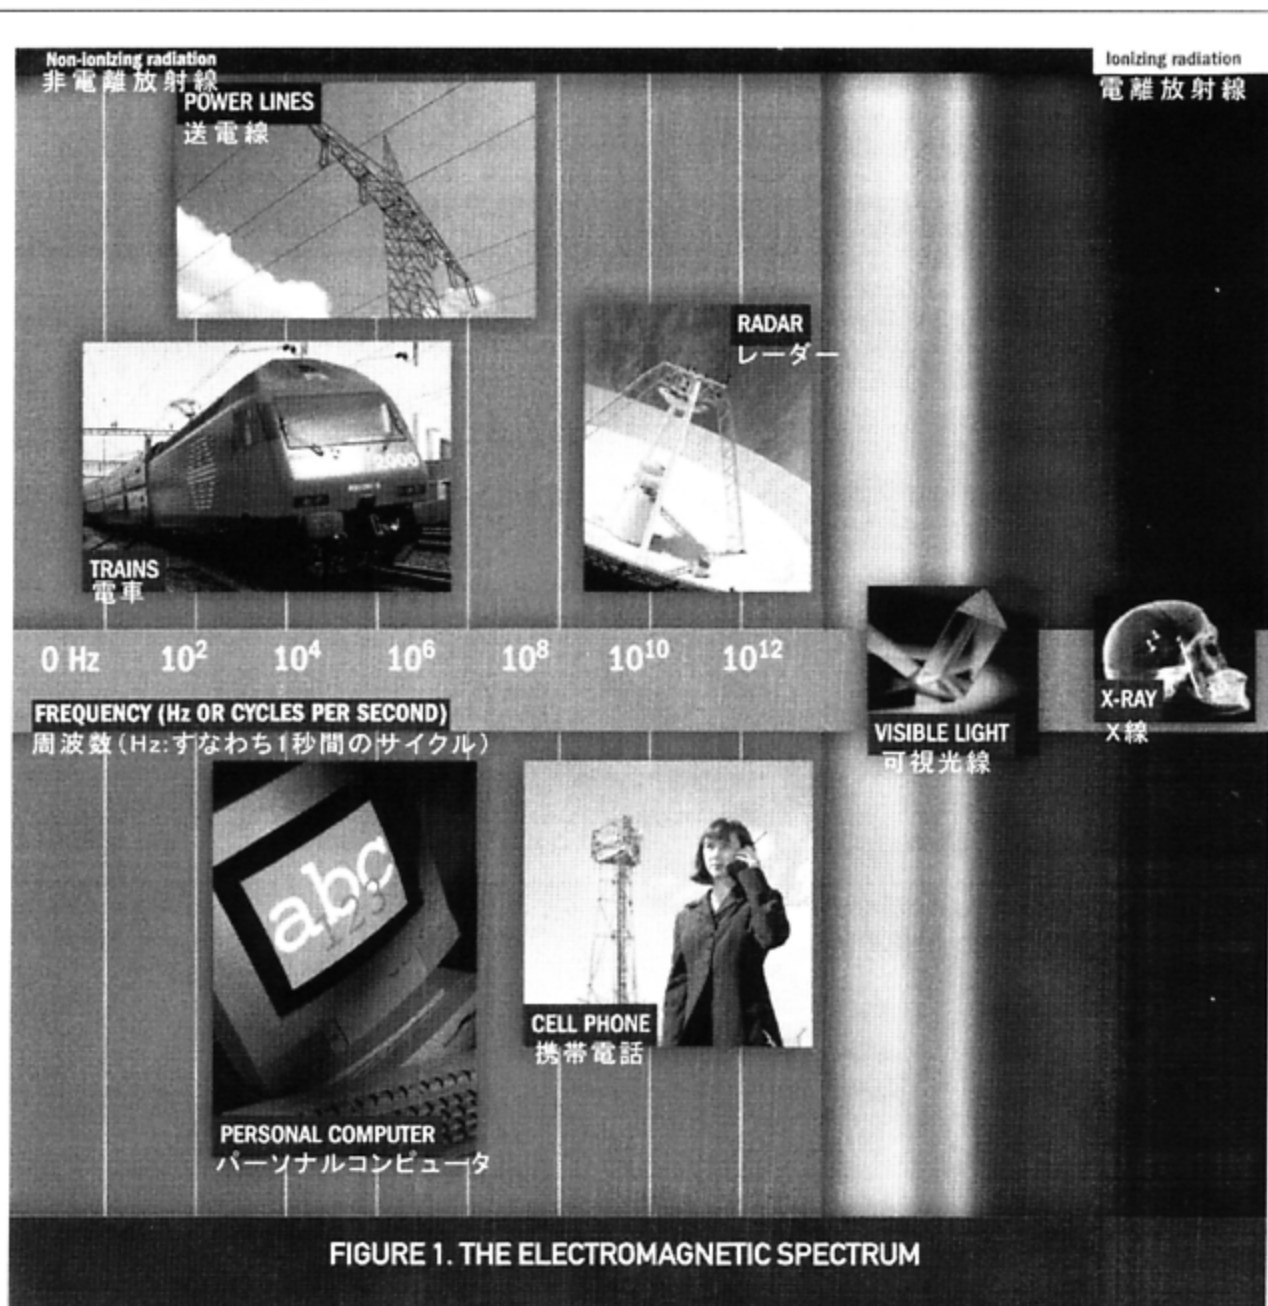 Non-ionizing radiation
非電離放射線
Ionizing radiation
電離放射線
POWER LINES
送電線
RADAR
レーダー
2000
TRAINS
電車
0 Hz 10² 10⁴ 10⁶ 10⁸ 10¹⁰ 10¹²
FREQUENCY (Hz OR CYCLES PER SECOND)
周波数(Hz:すなわち1秒間のサイクル)
VISIBLE LIGHT
可視光線
X-RAY
X線
abc
123
CELL PHONE
携帯電話
PERSONAL COMPUTER
パーソナルコンピュータ
FIGURE 1. THE ELECTROMAGNETIC SPECTRUM